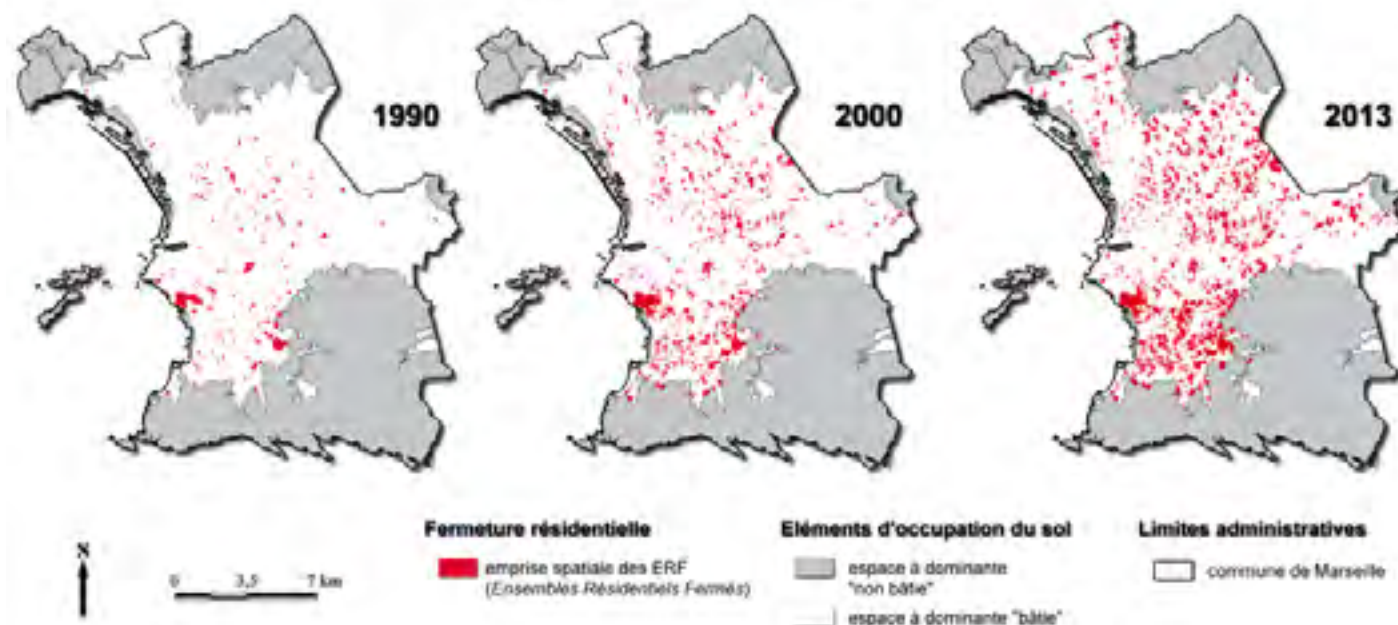 1990
2000
2013
Fermeture résidentielle
emprise spatiale des ERF
(Ensembles Résidentiels Fermés)
Eléments d'occupation du sol
espace à dominante
"non bâtie"
espace à dominante "bâtie"
Limites administratives
commune de Marseille
N
0 3,5 7 km